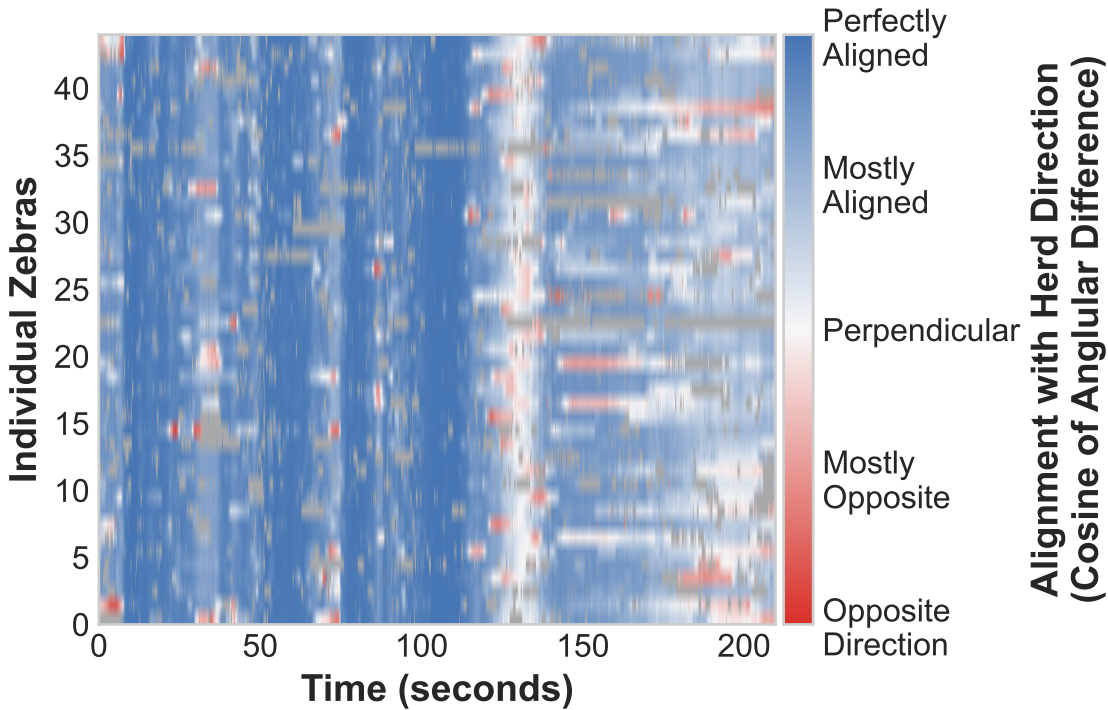 Perfectly
Aligned
Mostly
Aligned
Perpendicular
Mostly
Opposite
Opposite
Direction
Alignment with Herd Direction
(Cosine of Anglular Difference)
Individual Zebras
40
35
30
25
20
15
10
5
0
0 50 100 150 200
Time (seconds)